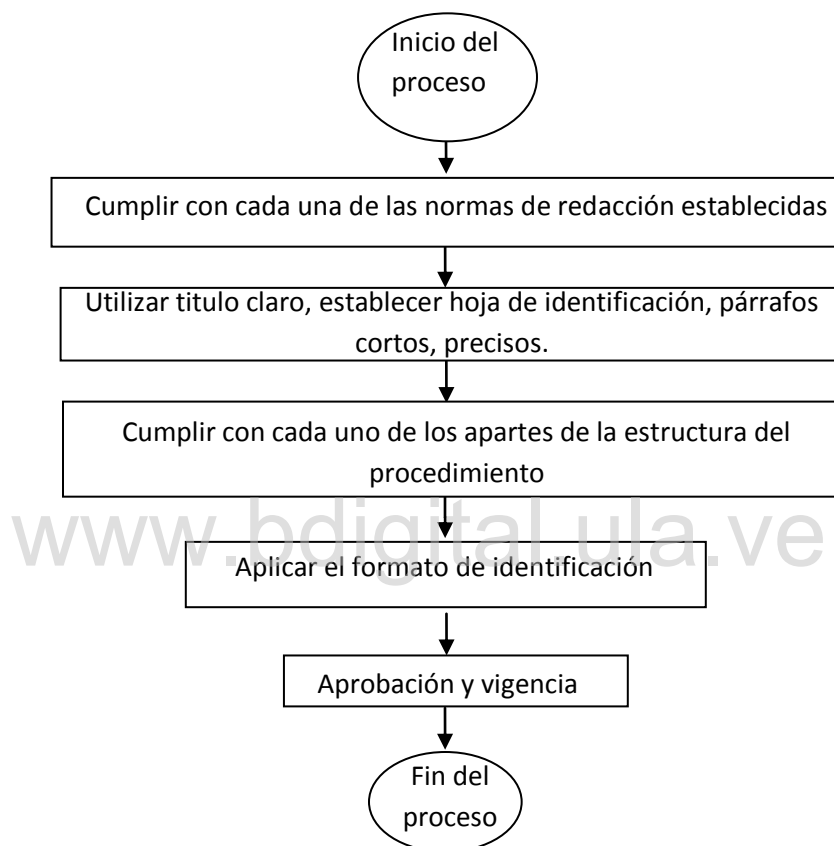 Inicio del
proceso
Cumplir con cada una de las normas de redacción establecidas
Utilizar titulo claro, establecer hoja de identificación, párrafos
cortos, precisos.
Cumplir con cada uno de los apartes de la estructura del
procedimiento
www.bdigital.ula.ve
Aplicar el formato de identificación
Aprobación y vigencia
Fin del
proceso